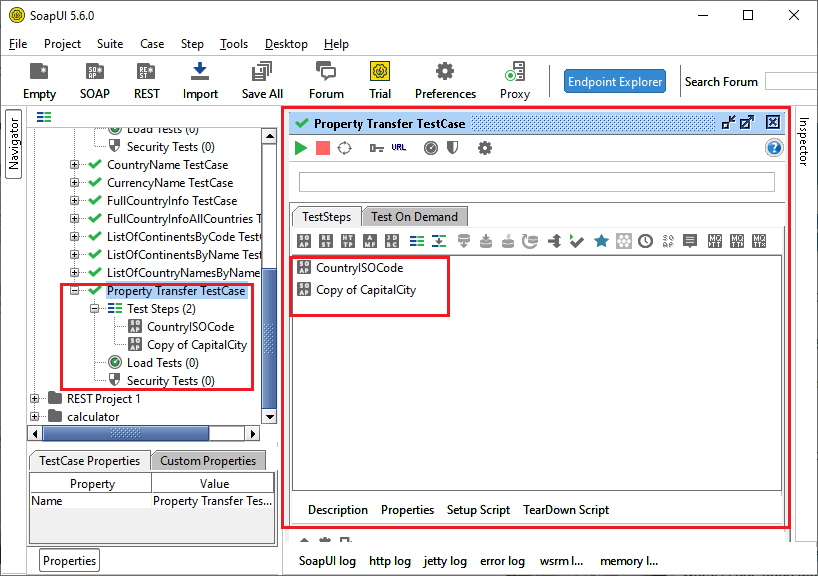 SoapUI 5.6.0
File Project Suite Case Step Tools Desktop Help
Empty SOAP REST Import Save All Forum Trial Preferences Proxy Endpoint Explorer Search Forum
Navigator
Load Tests (0)
Security Tests (0)
CountryName TestCase
CurrencyName TestCase
FullCountryInfo TestCase
FullCountryInfoAllCountries T
ListOfContinentsByCode Test
ListOfContinentsByName
ListOfCountryNamesByName
Property Transfer TestCase
Test Steps (2)
CountryISOCode
Copy of CapitalCity
Load Tests (0)
Security Tests (0)
REST Project 1
calculator
TestCase Properties Custom Properties
Property Value
Name Property Transfer Tes...
Properties
Property Transfer TestCase
URL
TestSteps Test On Demand
CountryISOCode
Copy of CapitalCity
Description Properties Setup Script TearDown Script
SoapUI log http log jetty log error log wsrm l... memory l...
Inspector